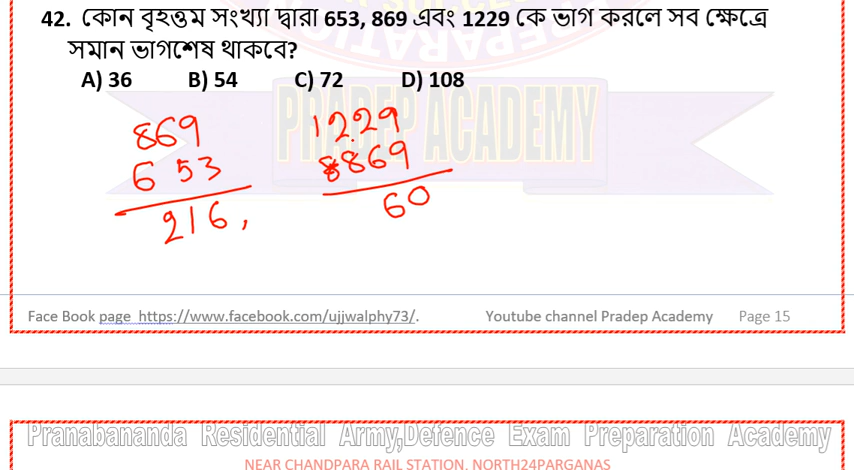 42. কোন বৃহত্তম সংখ্যা দ্বারা 653, 869 এবং 1229 কে ভাগ করলে সব ক্ষেত্রে
সমান ভাগশেষ থাকবে?
A) 36 B) 54 C) 72 D) 108
PRADEP ACADEMY
869 1229
653 869
216, 60
Face Book page https://www.facebook.com/ujjwalphy73/. Youtube channel Pradep Academy Page 15
Pranabananda Residential Army,Defence Exam Preparation Academy
NEAR CHANDPARA RAIL STATION, NORTH24PARGANAS